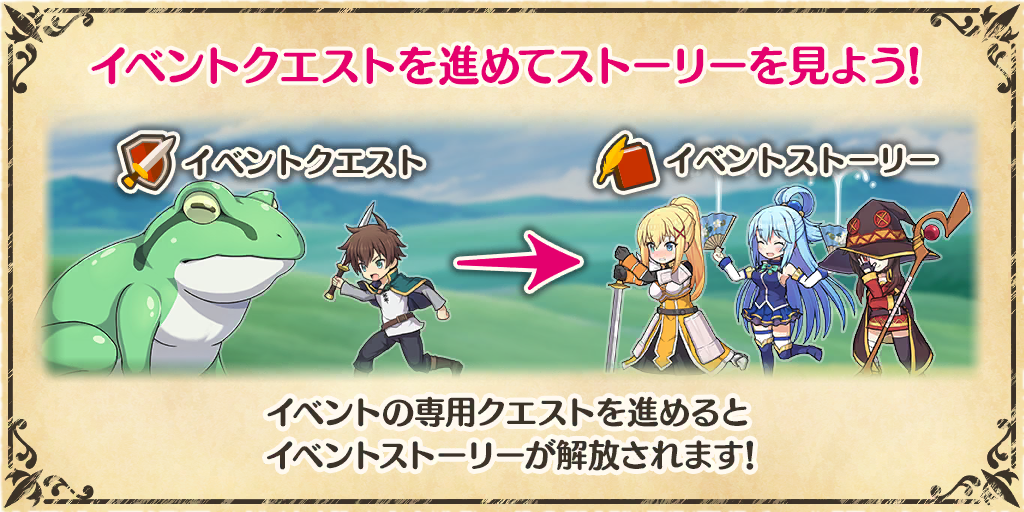 イベントクエストを進めてストーリーを見よう!
イベントクエスト
イベントストーリー
イベントの専用クエストを進めると
イベントストーリーが解放されます!